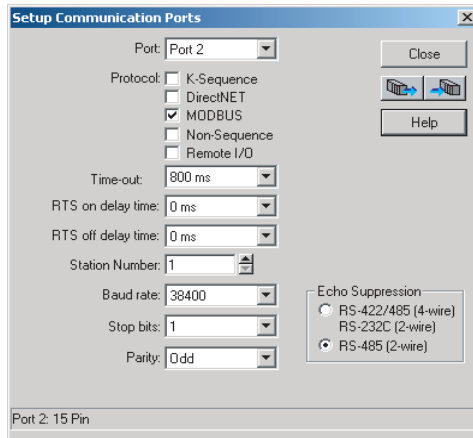 Setup Communication Ports
Port: Port 2
Close
Protocol: K-Sequence
DirectNET
MODBUS
Help
Non-Sequence
Remote I/O
Time-out: 800 ms
RTS on delay time: 0 ms
RTS off delay time: 0 ms
Station Number: 1
Baud rate: 38400
Echo Suppression
RS-422/485 (4-wire)
RS-232C (2-wire)
Stop bits: 1
RS-485 (2-wire)
Parity: Odd
Port 2: 15 Pin